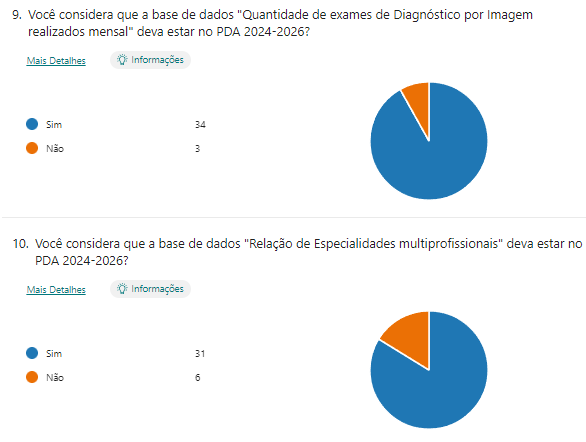 9. Você considera que a base de dados "Quantidade de exames de Diagnóstico por Imagem
realizados mensal" deva estar no PDA 2024-2026?
Mais Detalhes Informações
Sim 34
Não 3
10. Você considera que a base de dados "Relação de Especialidades multiprofissionais" deva estar no
PDA 2024-2026?
Mais Detalhes Informações
Sim 31
Não 6